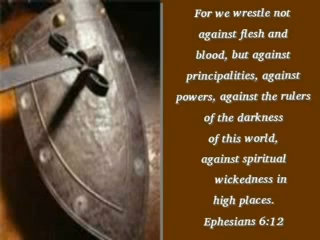 For we wrestle not
against flesh and
blood, but against
principalities, against
powers, against the rulers
of the darkness
of this world,
against spiritual
wickedness in
high places.
Ephesians 6:12